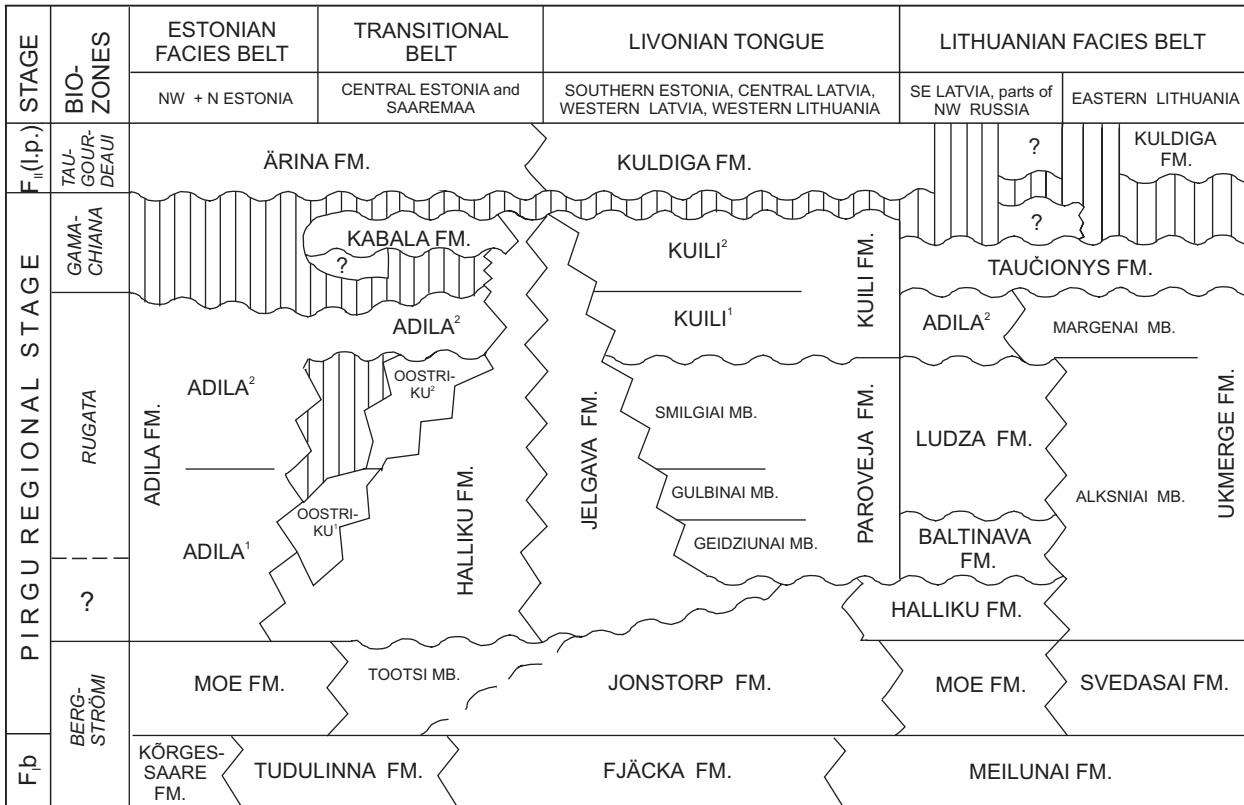 STAGE
BIO-
ZONES
ESTONIAN
FACIES BELT
TRANSITIONAL
BELT
LIVONIAN TONGUE
LITHUANIAN FACIES BELT
NW + N ESTONIA
CENTRAL ESTONIA and
SAAREMAA
SOUTHERN ESTONIA, CENTRAL LATVIA,
WESTERN LATVIA, WESTERN LITHUANIA
SE LATVIA, parts of
NW RUSSIA
EASTERN LITHUANIA
FII(l.p.)
TAU-
GOUR-
DEAUI
ÄRINA FM.
KULDIGA FM.
?
KULDIGA
FM.
PIRGU REGIONAL STAGE
GAMA-
CHIANA
KABALA FM.
?
KUILI²
KUILI FM.
?
TAUČIONYS FM.
RUGATA
ADILA²
KUILI¹
ADILA²
MARGENAI MB.
ADILA FM.
ADILA²
OOSTRI-
KU²
HALLIKU FM.
JELGAVA FM.
SMILGIAI MB.
PAROVEJA FM.
LUDZA FM.
UKMERGE FM.
OOSTRI-
KU¹
GULBINAI MB.
ALKSNIAI MB.
ADILA¹
GEIDZIUNAI MB.
BALTINAVA
FM.
?
HALLIKU FM.
BERG-
STRÖMI
MOE FM.
TOOTSI MB.
JONSTORP FM.
MOE FM.
SVEDASAI FM.
FIb
KÕRGES-
SAARE
FM.
TUDULINNA FM.
FJÄCKA FM.
MEILUNAI FM.